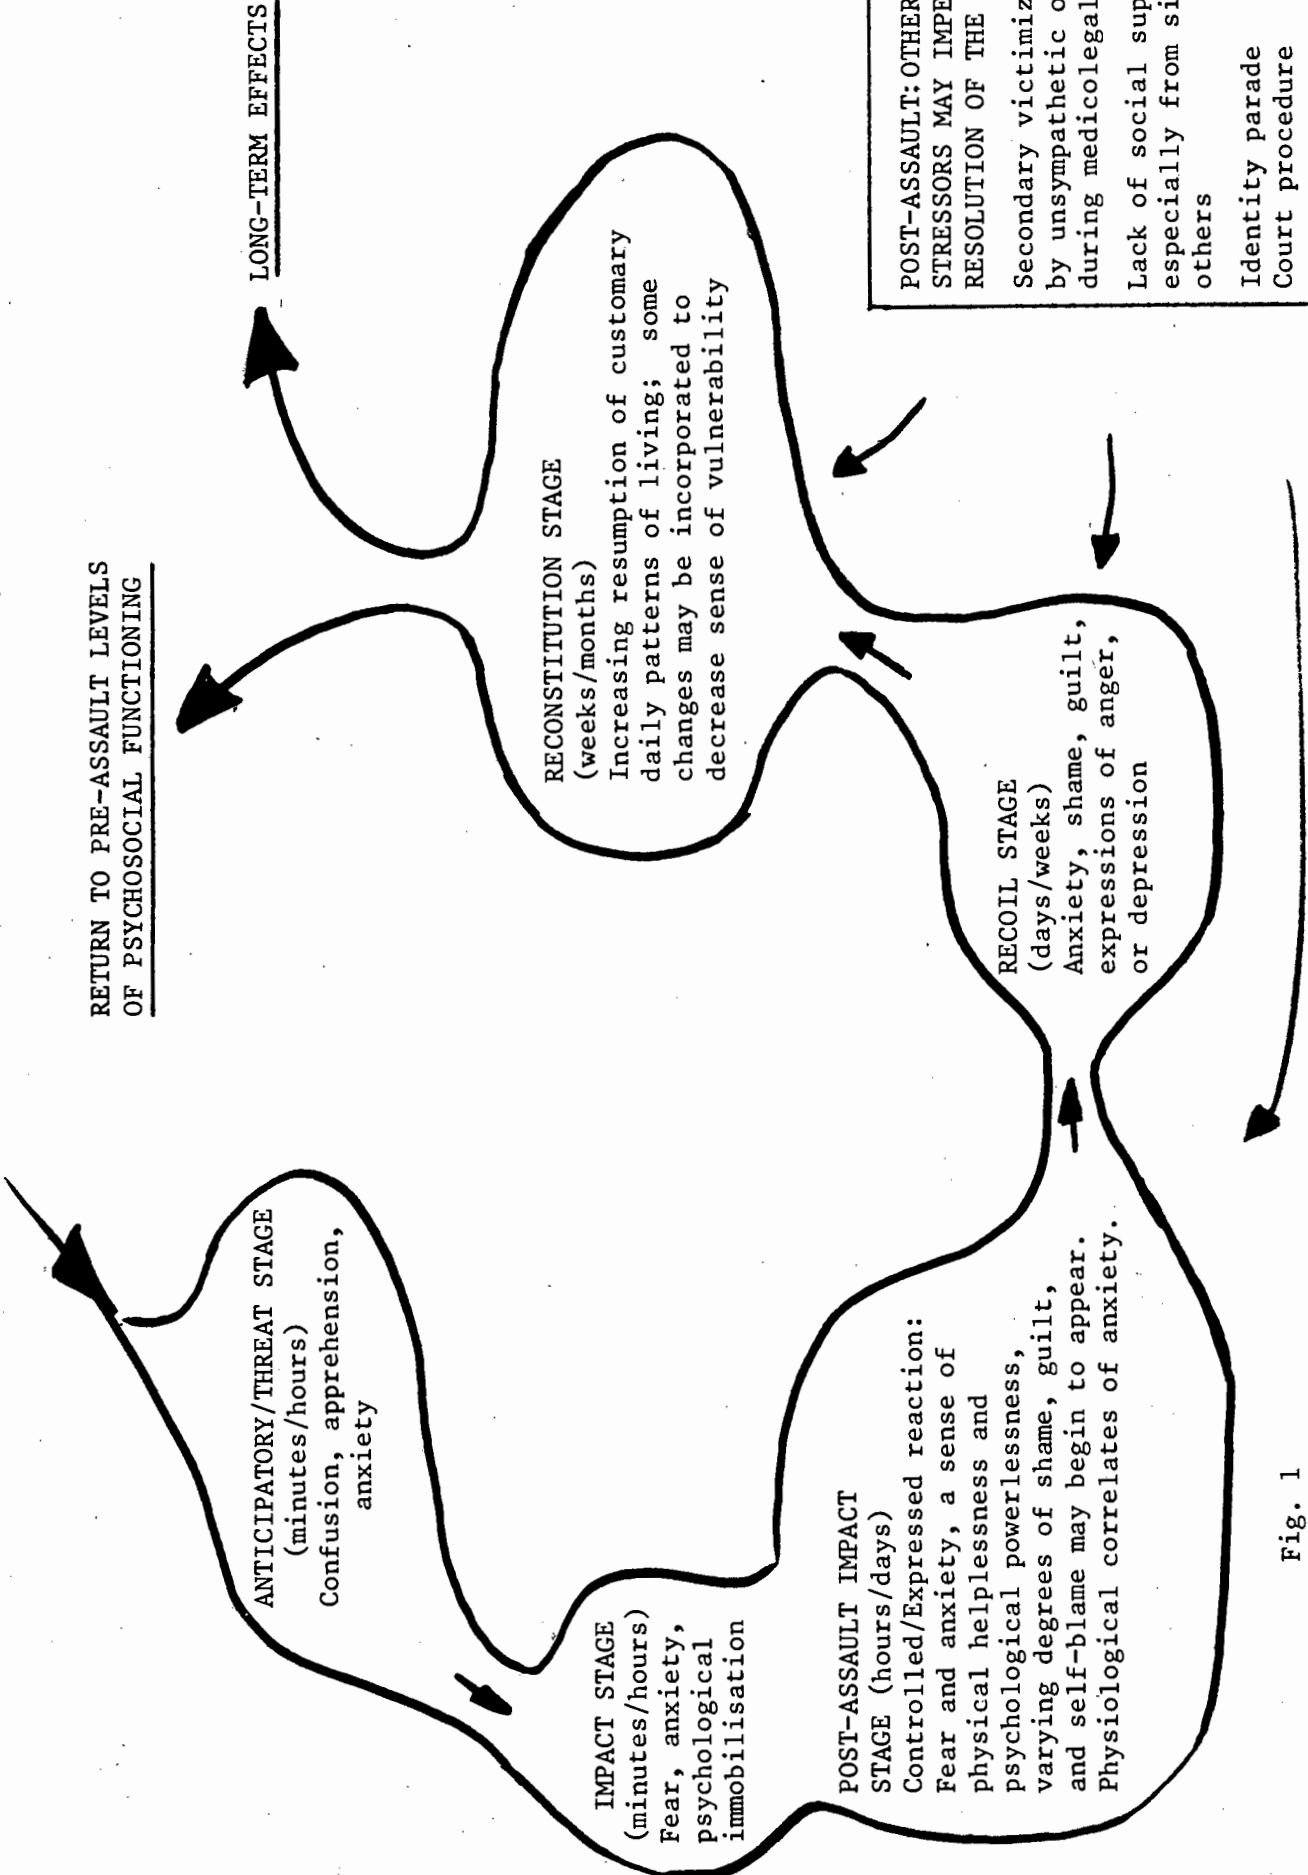 RETURN TO PRE-ASSAULT LEVELS
OF PSYCHOSOCIAL FUNCTIONING
LONG-TERM EFFECTS
ANTICIPATORY/THREAT STAGE
(minutes/hours)
Confusion, apprehension,
anxiety
IMPACT STAGE
(minutes/hours)
Fear, anxiety,
psychological
immobilisation
POST-ASSAULT IMPACT
STAGE (hours/days)
Controlled/Expressed reaction:
Fear and anxiety, a sense of
physical helplessness and
psychological powerlessness,
varying degrees of shame, guilt,
and self-blame may begin to appear.
Physiological correlates of anxiety.
RECOIL STAGE
(days/weeks)
Anxiety, shame, guilt,
expressions of anger,
or depression
RECONSTITUTION STAGE
(weeks/months)
Increasing resumption of customary
daily patterns of living; some
changes may be incorporated to
decrease sense of vulnerability
POST-ASSAULT: OTHER
STRESSORS MAY
RESOLUTION OF THE
Secondary
by unsympathetic
during medicolegal
Lack of social
especially from
others
Identity parade
Court procedure
Fig. 1